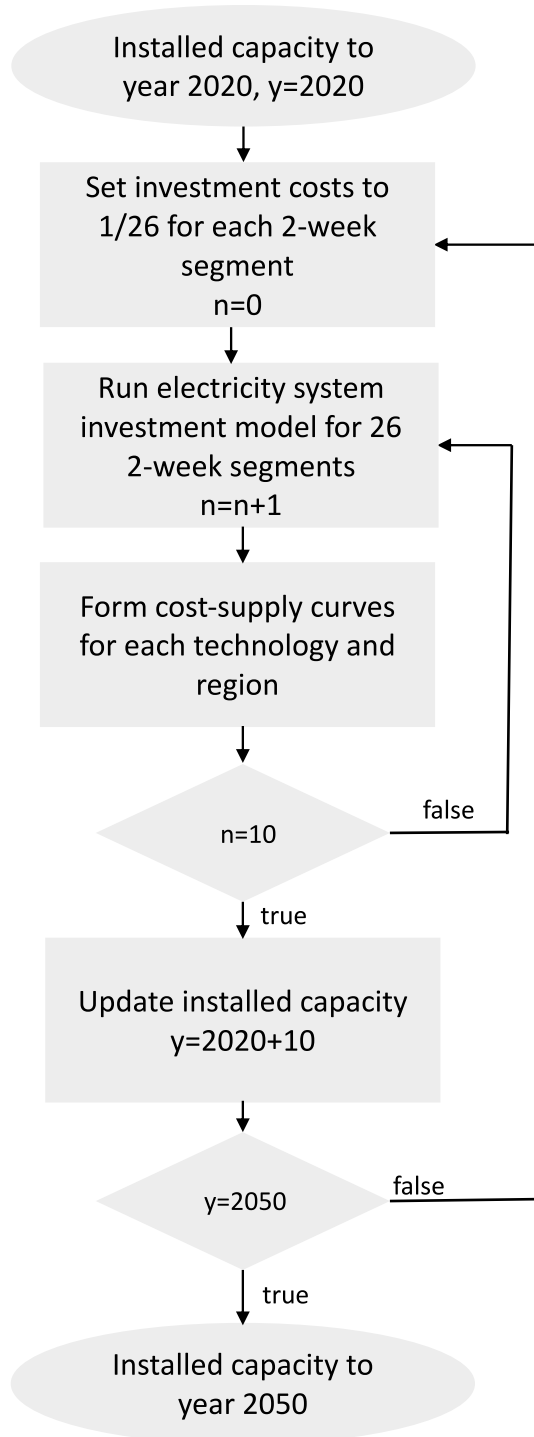 Installed capacity to
year 2020, y=2020
Set investment costs to
1/26 for each 2-week
segment
n=0
Run electricity system
investment model for 26
2-week segments
n=n+1
Form cost-supply curves
for each technology and
region
n=10
false
true
Update installed capacity
y=2020+10
y=2050
false
true
Installed capacity to
year 2050